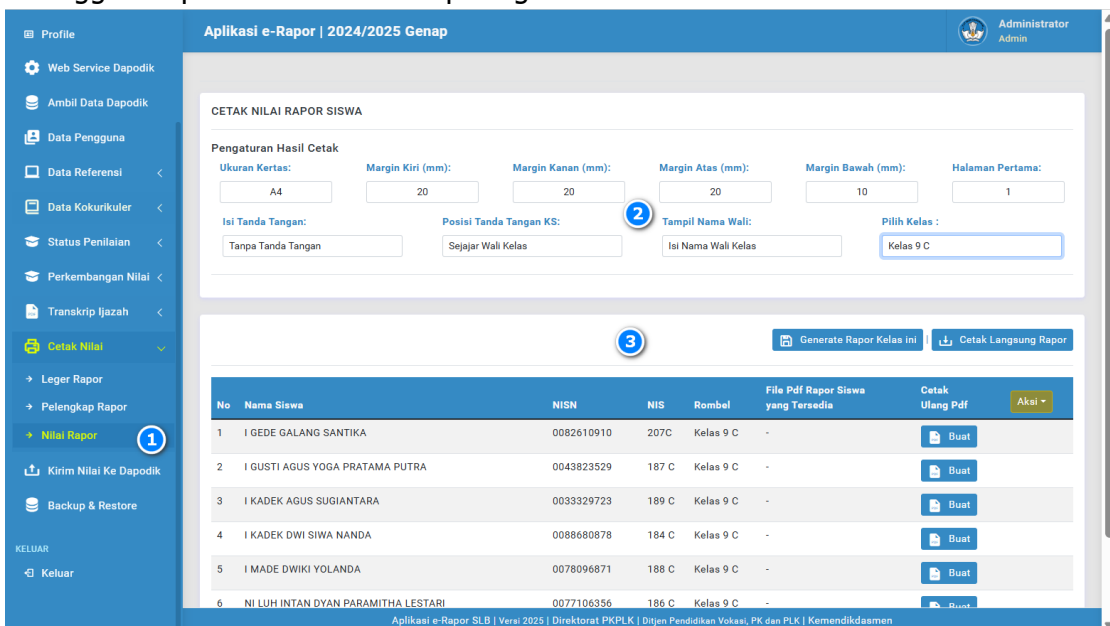 Profile
Web Service Dapodik
Ambil Data Dapodik
Data Pengguna
Data Referensi
Data Kokurikuler
Status Penilaian
Perkembangan Nilai
Transkrip Ijazah
Cetak Nilai
Leger Rapor
Pelengkap Rapor
Nilai Rapor 1
Kirim Nilai Ke Dapodik
Backup & Restore
KELUAR
Keluar
Aplikasi e-Rapor | 2024/2025 Genap
Administrator
Admin
CETAK NILAI RAPOR SISWA
Pengaturan Hasil Cetak
Ukuran Kertas: Margin Kiri (mm): Margin Kanan (mm): Margin Atas (mm): Margin Bawah (mm): Halaman Pertama:
A4 20 20 20 10 1
Isi Tanda Tangan: Posisi Tanda Tangan KS: 2 Tampil Nama Wali: Pilih Kelas :
Tanpa Tanda Tangan Sejajar Wali Kelas Isi Nama Wali Kelas Kelas 9 C
3 Generate Rapor Kelas ini | Cetak Langsung Rapor
No Nama Siswa NISN NIS Rombel File Pdf Rapor Siswa yang Tersedia Cetak Ulang Pdf Aksi
1 I GEDE GALANG SANTIKA 0082610910 207C Kelas 9 C - Buat
2 I GUSTI AGUS YOGA PRATAMA PUTRA 0043823529 187 C Kelas 9 C - Buat
3 I KADEK AGUS SUGIANTARA 0033329723 189 C Kelas 9 C - Buat
4 I KADEK DWI SIWA NANDA 0088680878 184 C Kelas 9 C - Buat
5 I MADE DWIKI YOLANDA 0078096871 188 C Kelas 9 C - Buat
6 NI LUH INTAN DYAN PARAMITHA LESTARI 0077106356 186 C Kelas 9 C - Buat
Aplikasi e-Rapor SLB | Versi 2025 | Direktorat PKPLK | Ditjen Pendidikan Vokasi, PK dan PLK | Kemendikdasmen